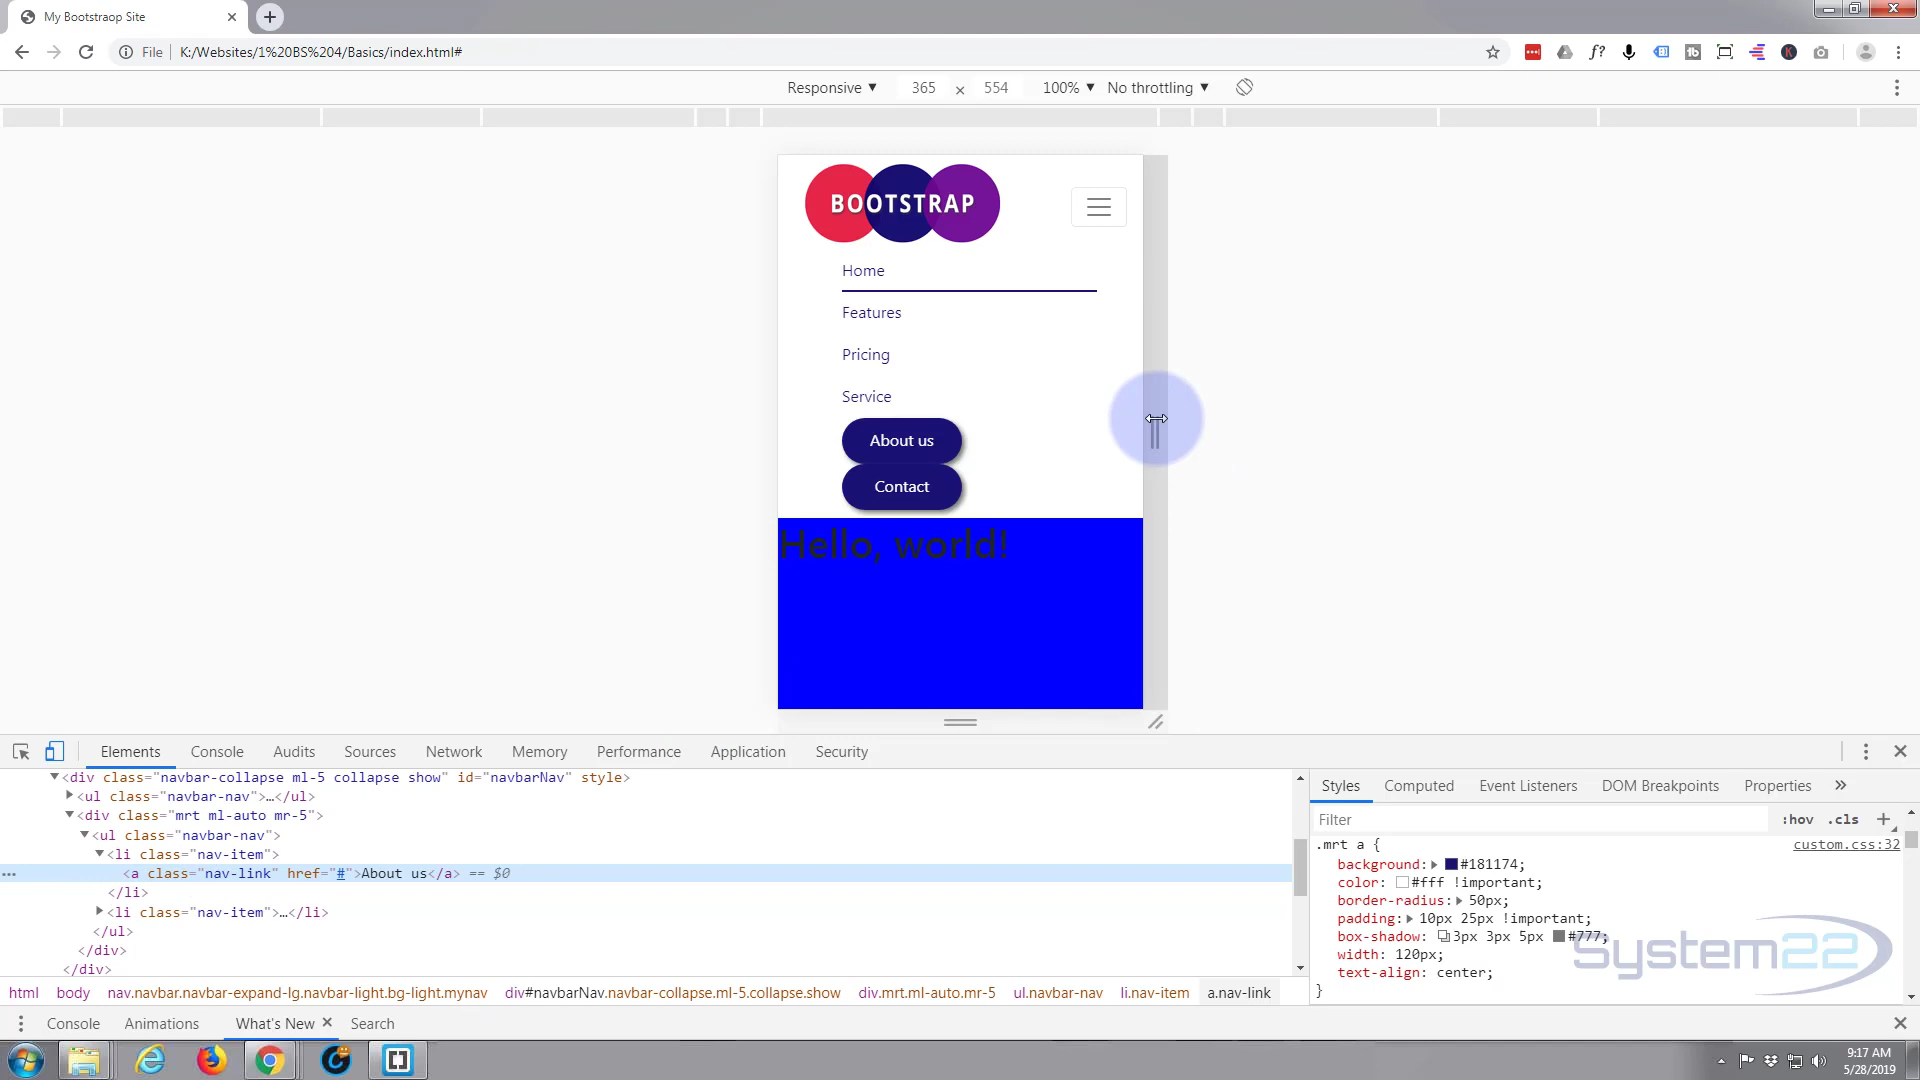 My Bootstraop Site
File K:/Websites/1%20BS%204/Basics/index.html#
Responsive 365 × 554 100% No throttling
BOOTSTRAP
Home
Features
Pricing
Service
About us
Contact
Hello, world!
Elements Console Audits Sources Network Memory Performance Application Security
<div class="navbar-collapse ml-5 collapse show" id="navbarNav" style>
<ul class="navbar-nav">…</ul>
<div class="mrt ml-auto mr-5">
<ul class="navbar-nav">
<li class="nav-item">
<a class="nav-link" href="#">About us</a> == $0
</li>
<li class="nav-item">…</li>
</ul>
</div>
</div>
Styles Computed Event Listeners DOM Breakpoints Properties »
Filter :hov .cls +
.mrt a { custom.css:32
background: #181174;
color: #fff !important;
border-radius: 50px;
padding: 10px 25px !important;
box-shadow: 3px 3px 5px #777;
width: 120px;
text-align: center;
}
System22
html body nav.navbar.navbar-expand-lg.navbar-light.bg-light.mynav div#navbarNav.navbar-collapse.ml-5.collapse.show div.mrt.ml-auto.mr-5 ul.navbar-nav li.nav-item a.nav-link
Console Animations What's New Search
9:17 AM
5/28/2019